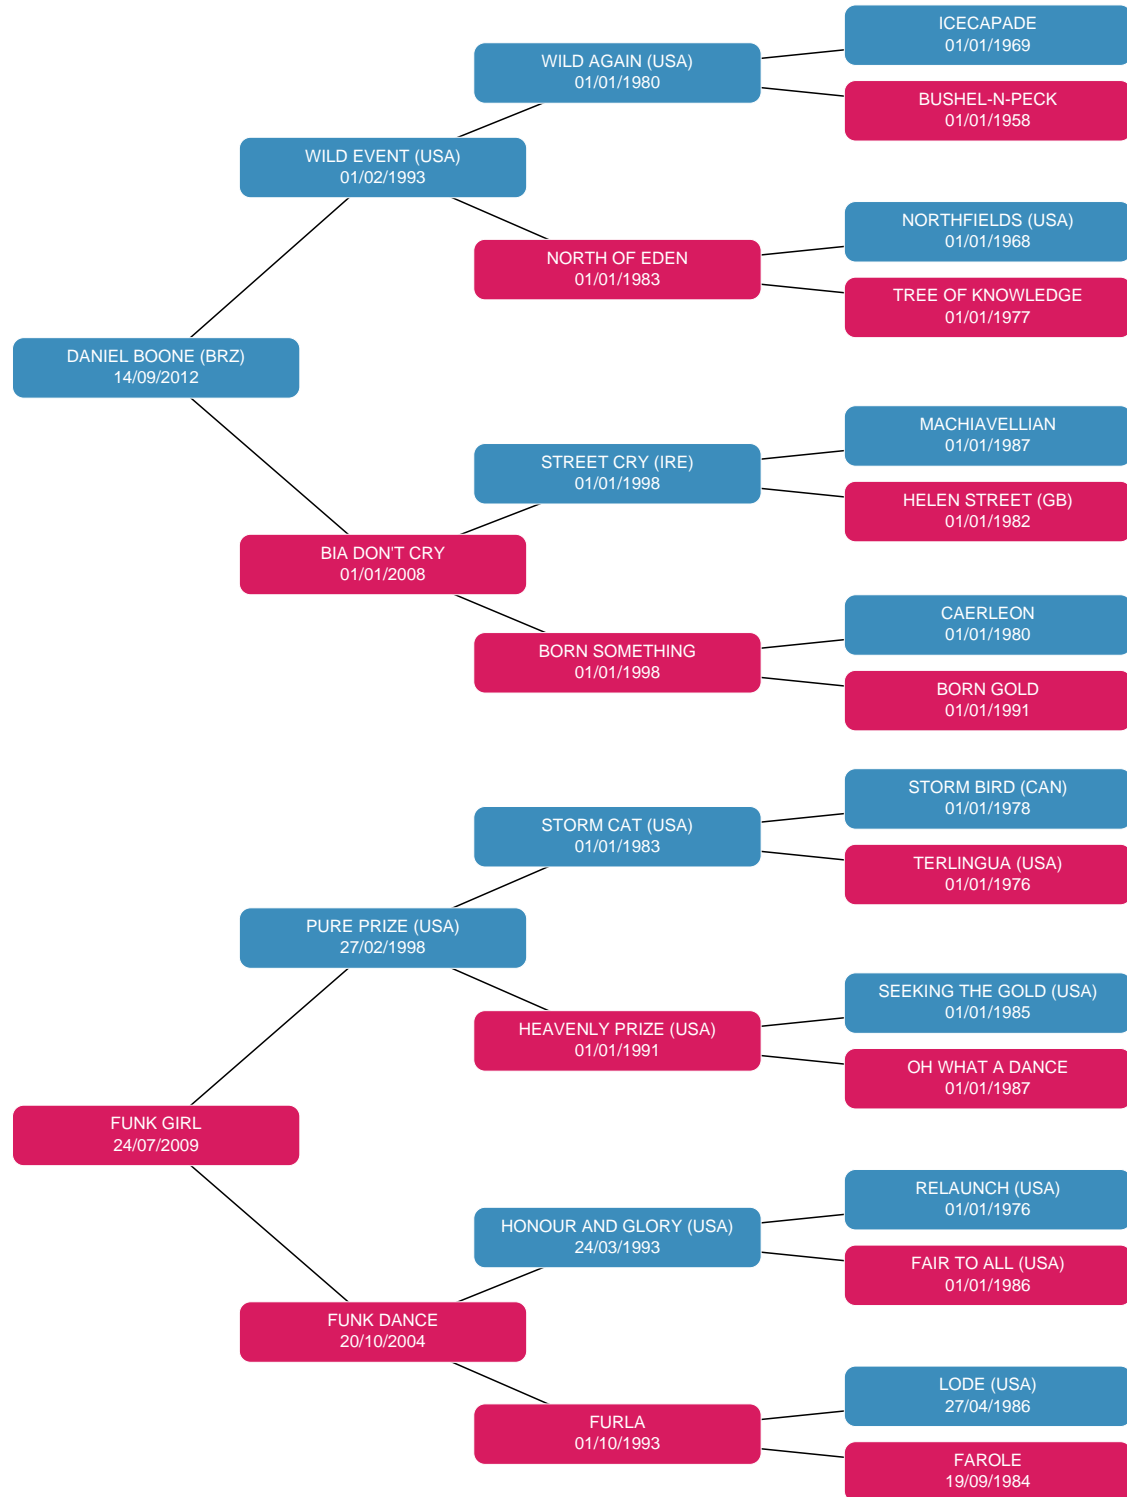 ICECAPADE
01/01/1969
WILD AGAIN (USA)
01/01/1980
BUSHEL-N-PECK
01/01/1958
WILD EVENT (USA)
01/02/1993
NORTHFIELDS (USA)
01/01/1968
NORTH OF EDEN
01/01/1983
TREE OF KNOWLEDGE
01/01/1977
DANIEL BOONE (BRZ)
14/09/2012
MACHIAVELLIAN
01/01/1987
STREET CRY (IRE)
01/01/1998
HELEN STREET (GB)
01/01/1982
BIA DON'T CRY
01/01/2008
CAERLEON
01/01/1980
BORN SOMETHING
01/01/1998
BORN GOLD
01/01/1991
STORM BIRD (CAN)
01/01/1978
STORM CAT (USA)
01/01/1983
TERLINGUA (USA)
01/01/1976
PURE PRIZE (USA)
27/02/1998
SEEKING THE GOLD (USA)
01/01/1985
HEAVENLY PRIZE (USA)
01/01/1991
OH WHAT A DANCE
01/01/1987
FUNK GIRL
24/07/2009
RELAUNCH (USA)
01/01/1976
HONOUR AND GLORY (USA)
24/03/1993
FAIR TO ALL (USA)
01/01/1986
FUNK DANCE
20/10/2004
LODE (USA)
27/04/1986
FURLA
01/10/1993
FAROLE
19/09/1984